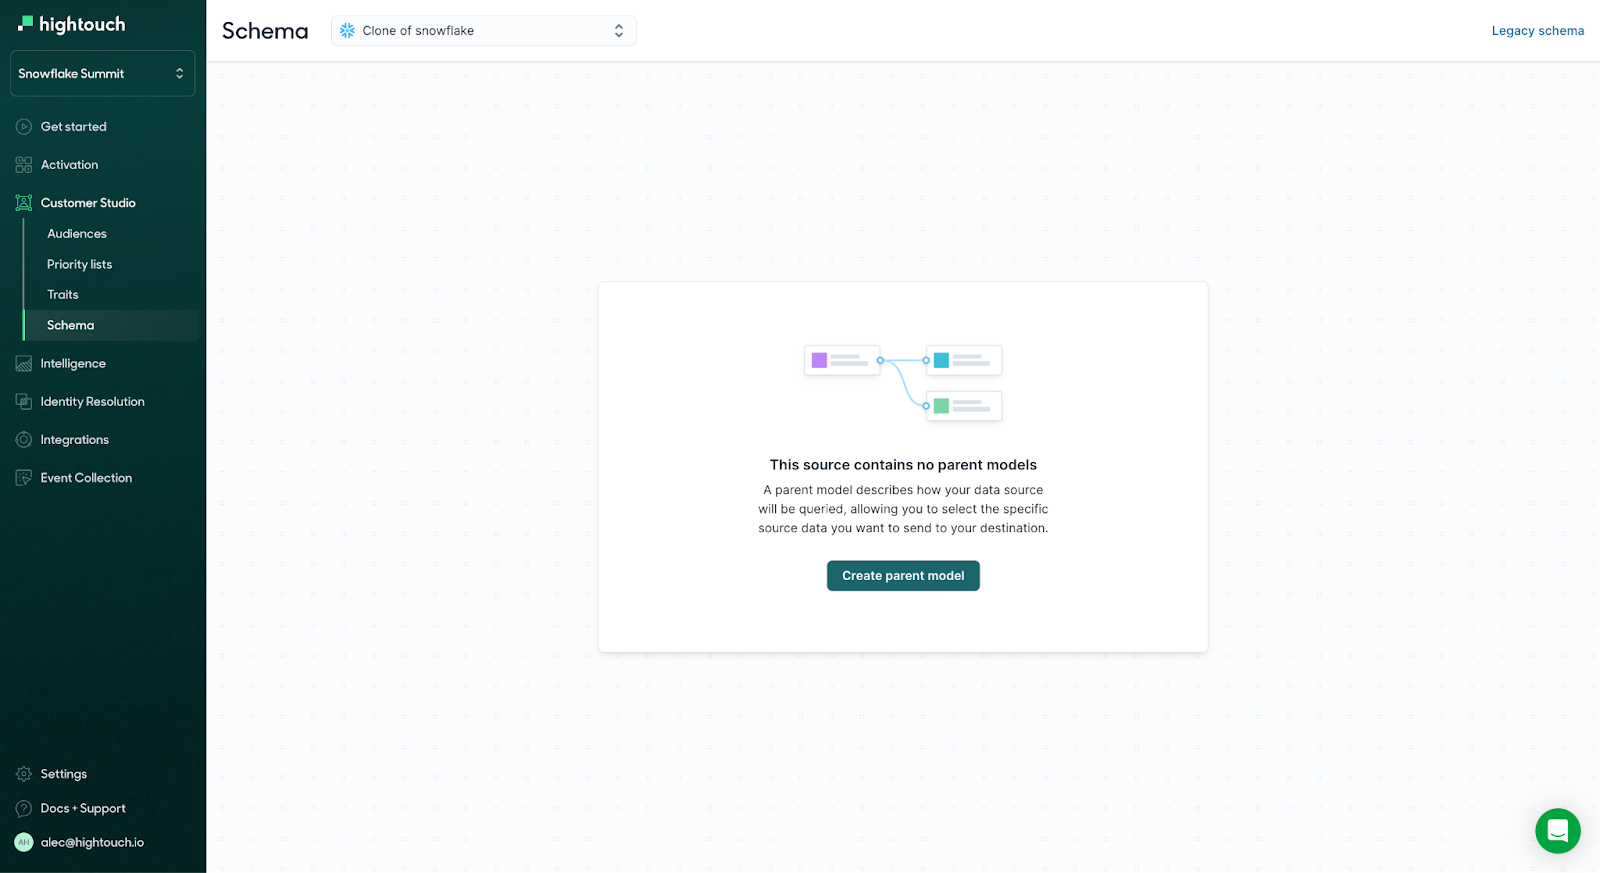 hightouch
Snowflake Summit
Get started
Activation
Customer Studio
Audiences
Priority lists
Traits
Schema
Intelligence
Identity Resolution
Integrations
Event Collection
Settings
Docs + Support
AH alec@hightouch.io
Schema
Clone of snowflake
Legacy schema
This source contains no parent models
A parent model describes how your data source
will be queried, allowing you to select the specific
source data you want to send to your destination.
Create parent model